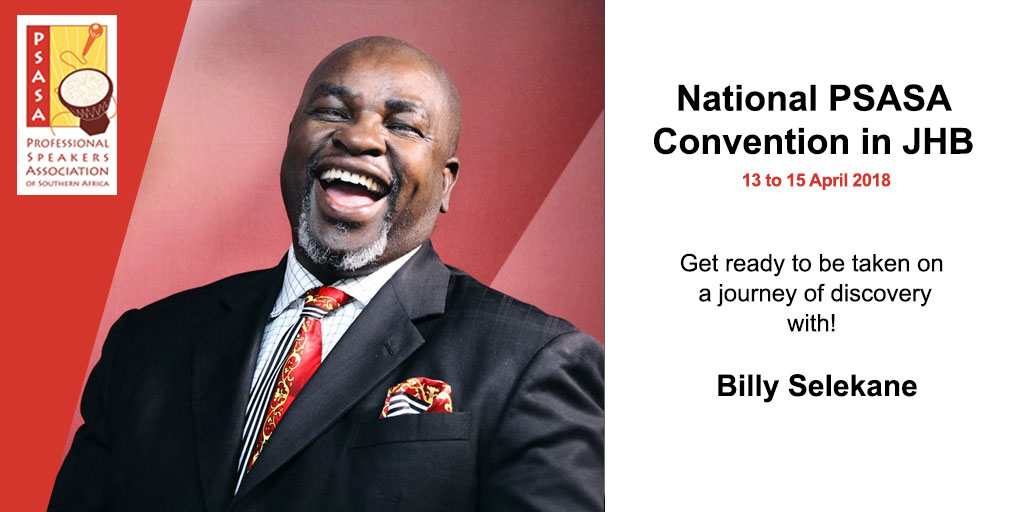 PSASA
PROFESSIONAL
SPEAKERS
ASSOCIATION
OF SOUTHERN AFRICA
National PSASA
Convention in JHB
13 to 15 April 2018
Get ready to be taken on
a journey of discovery
with!
Billy Selekane